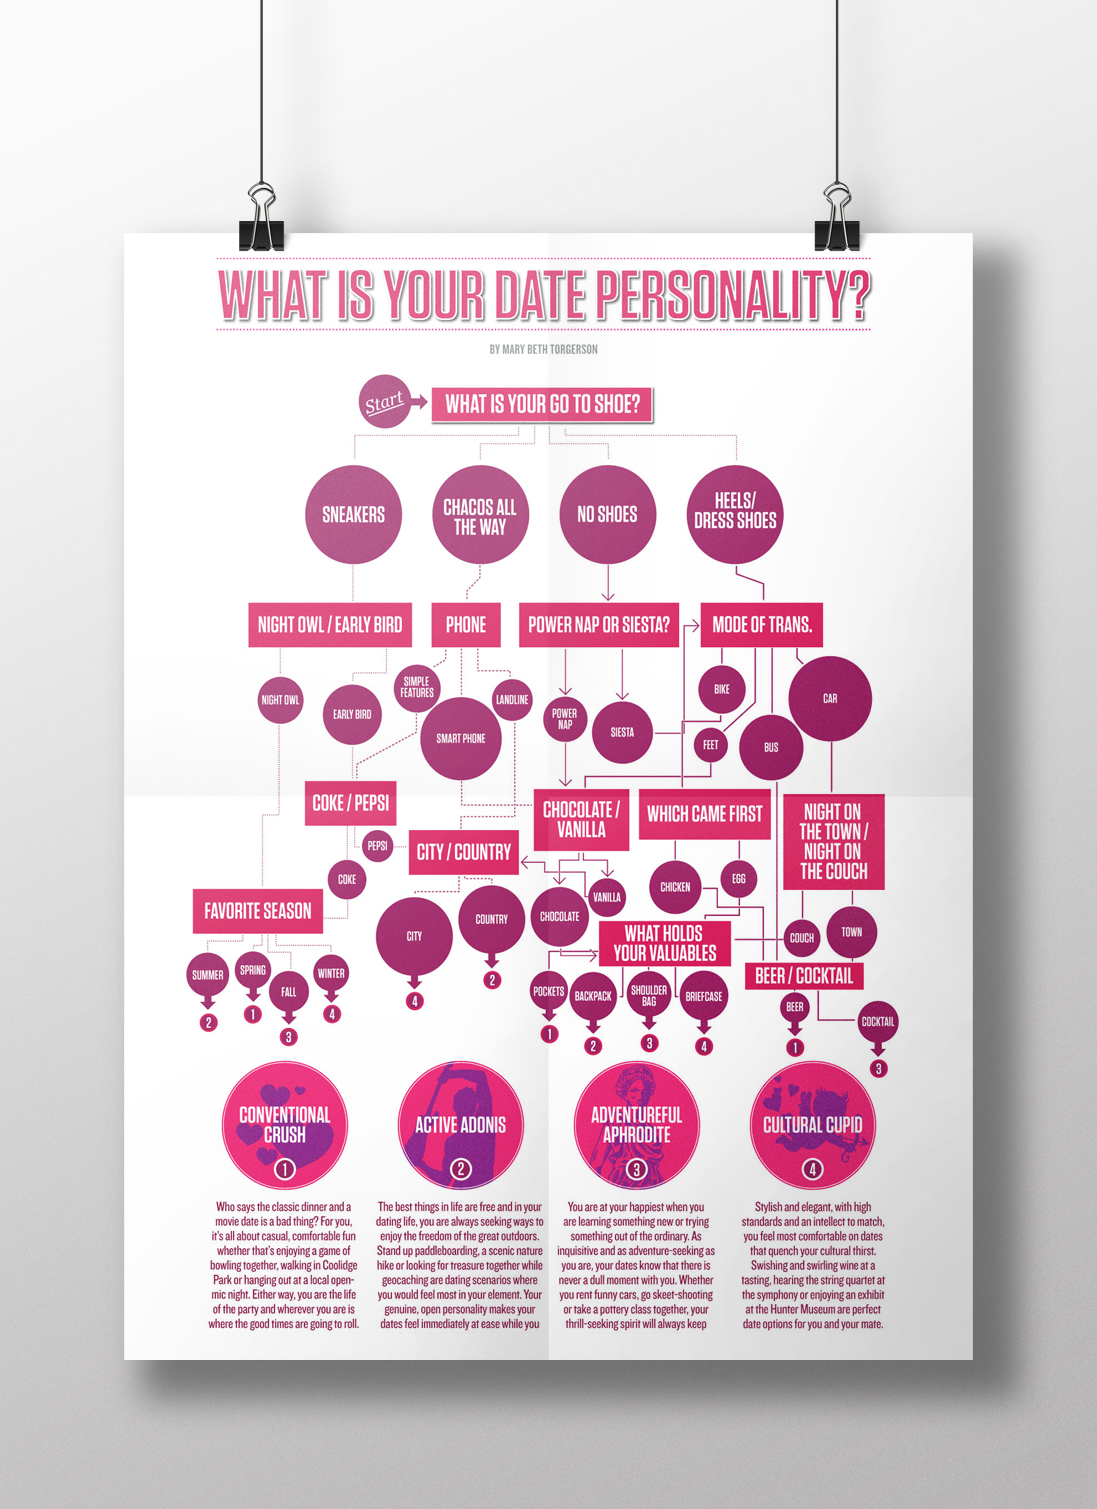 WHAT IS YOUR DATE PERSONALITY?
BY MARY BETH TORGERSON
Start
WHAT IS YOUR GO TO SHOE?
SNEAKERS
CHACOS ALL
THE WAY
NO SHOES
HEELS/
DRESS SHOES
NIGHT OWL / EARLY BIRD
PHONE
POWER NAP OR SIESTA?
MODE OF TRANS.
NIGHT OWL
EARLY BIRD
SIMPLE
FEATURES
SMART PHONE
LANDLINE
POWER
NAP
SIESTA
BIKE
FEET
BUS
CAR
COKE / PEPSI
CHOCOLATE /
VANILLA
WHICH CAME FIRST
NIGHT ON
THE TOWN /
NIGHT ON
THE COUCH
PEPSI
COKE
CITY / COUNTRY
CHICKEN
EGG
VANILLA
CHOCOLATE
FAVORITE SEASON
CITY
COUNTRY
WHAT HOLDS
YOUR VALUABLES
COUCH
TOWN
BEER / COCKTAIL
SUMMER
SPRING
FALL
WINTER
POCKETS
BACKPACK
SHOULDER
BAG
BRIEFCASE
BEER
COCKTAIL
2
1
3
4
4
2
1
2
3
4
1
3
CONVENTIONAL
CRUSH
1
ACTIVE ADONIS
2
ADVENTUREFUL
APHRODITE
3
CULTURAL CUPID
4
Who says the classic dinner and a
movie date is a bad thing? For you,
it's all about casual, comfortable fun
whether that's enjoying a game of
bowling together, walking in Coolidge
Park or hanging out at a local open-
mic night. Either way, you are the life
of the party and wherever you are is
where the good times are going to roll.
The best things in life are free and in your
dating life, you are always seeking ways to
enjoy the freedom of the great outdoors.
Stand up paddleboarding, a scenic nature
hike or looking for treasure together while
geocaching are dating scenarios where
you would feel most in your element. Your
genuine, open personality makes your
dates feel immediately at ease while you
You are at your happiest when you
are learning something new or trying
something out of the ordinary. As
inquisitive and as adventure-seeking as
you are, your dates know that there is
never a dull moment with you. Whether
you rent funny cars, go skeet-shooting
or take a pottery class together, your
thrill-seeking spirit will always keep
Stylish and elegant, with high
standards and an intellect to match,
you feel most comfortable on dates
that quench your cultural thirst.
Swishing and swirling wine at a
tasting, hearing the string quartet at
the symphony or enjoying an exhibit
at the Hunter Museum are perfect
date options for you and your mate.